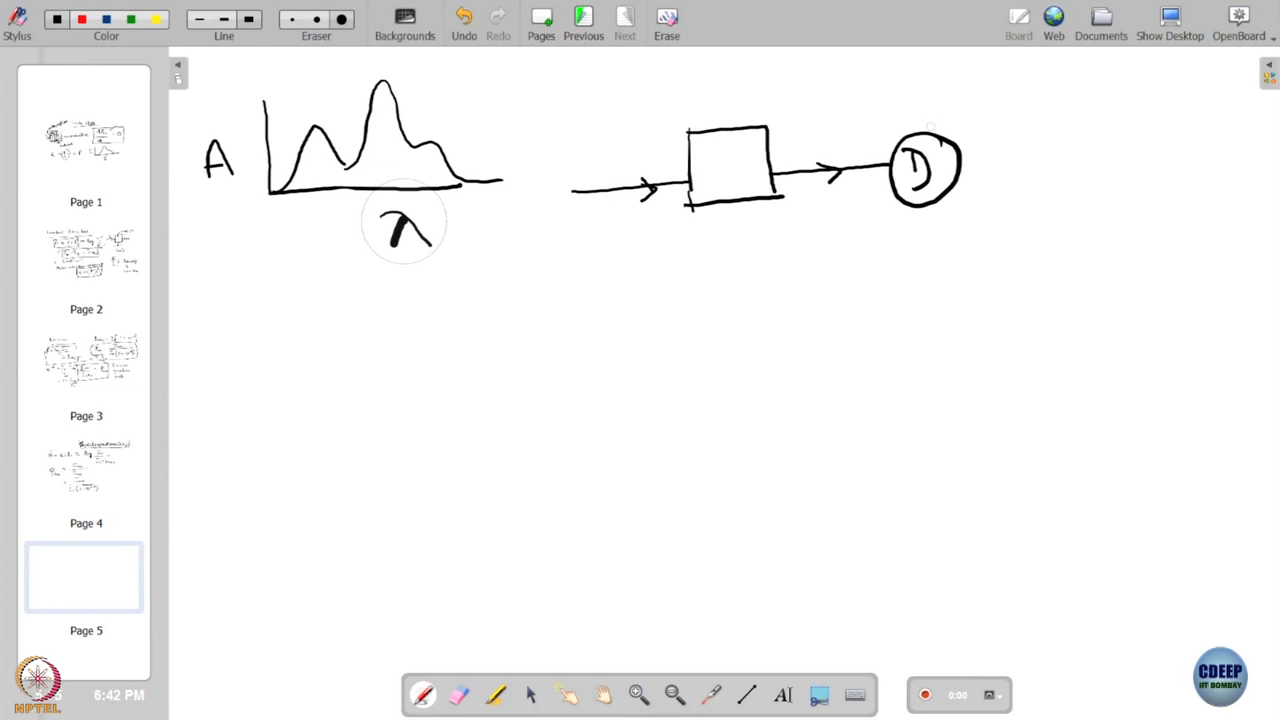 Stylus
Color
Line
Eraser
Backgrounds
Undo
Redo
Pages
Previous
Next
Erase
Board
Web
Documents
Show Desktop
OpenBoard
A
λ
D
Page 1
Page 2
Page 3
Page 4
Page 5
6:42 PM
NPTEL
0:00
CDEEP
IIT BOMBAY